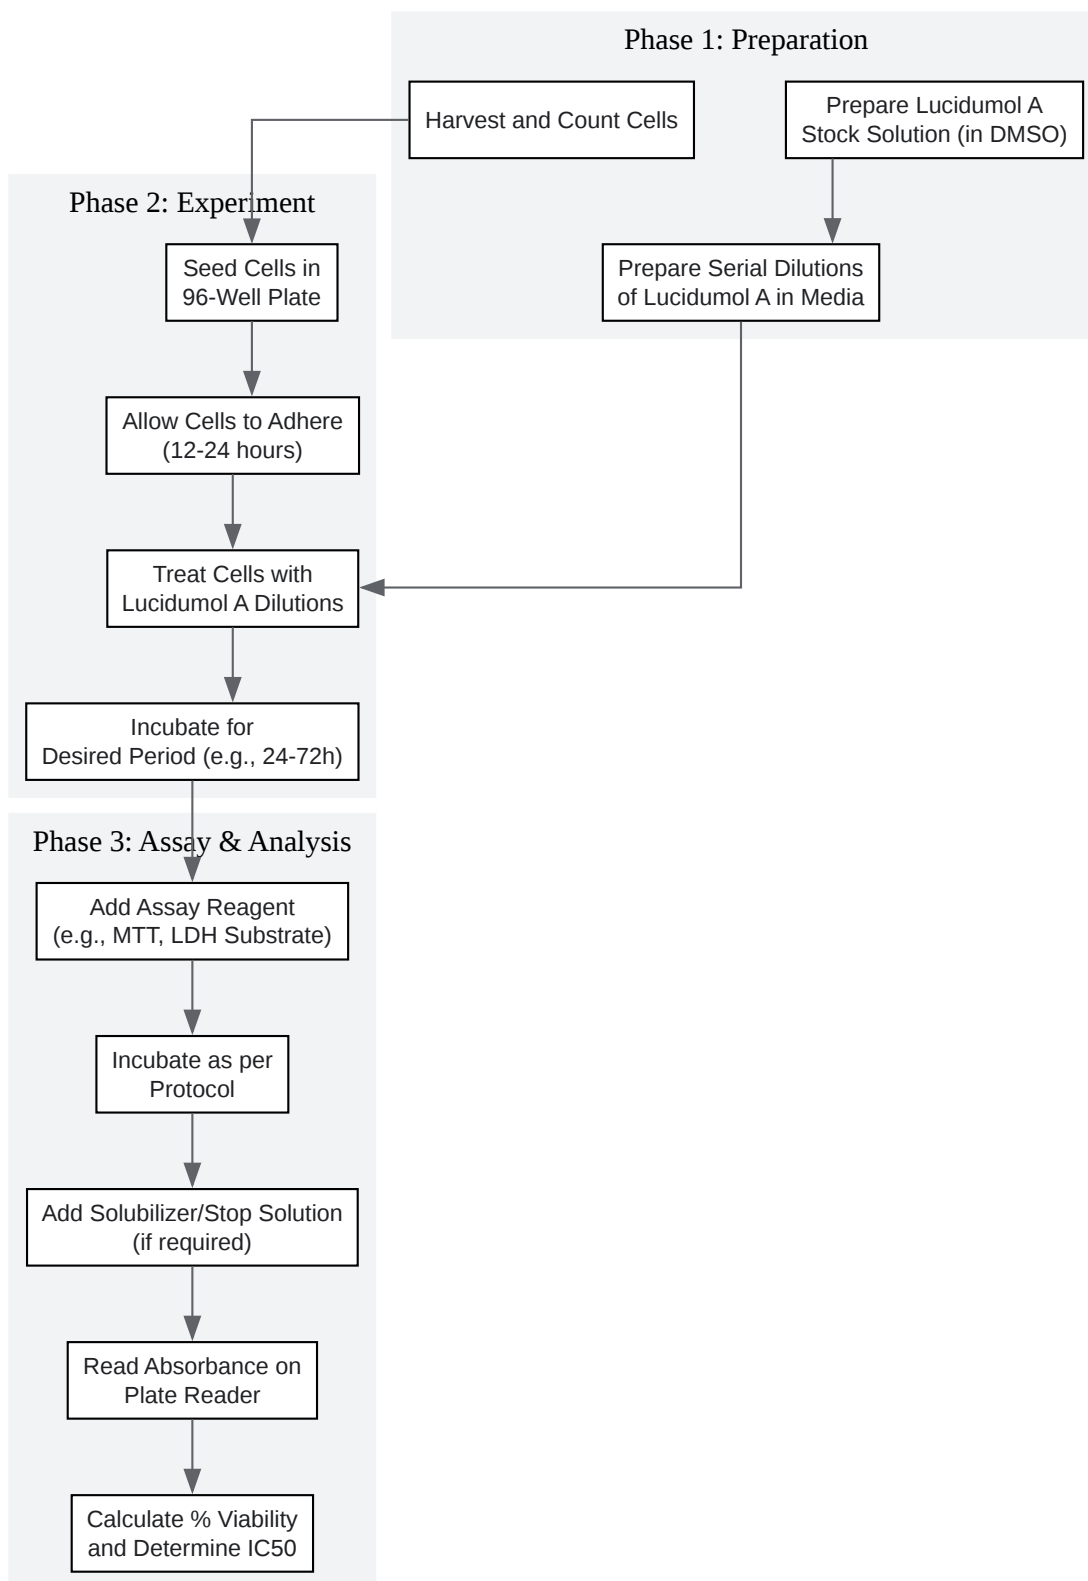 Phase 1: Preparation
Harvest and Count Cells
Prepare Lucidumol A
Stock Solution (in DMSO)
Prepare Serial Dilutions
of Lucidumol A in Media
Phase 2: Experiment
Seed Cells in
96-Well Plate
Allow Cells to Adhere
(12-24 hours)
Treat Cells with
Lucidumol A Dilutions
Incubate for
Desired Period (e.g., 24-72h)
Phase 3: Assay & Analysis
Add Assay Reagent
(e.g., MTT, LDH Substrate)
Incubate as per
Protocol
Add Solubilizer/Stop Solution
(if required)
Read Absorbance on
Plate Reader
Calculate % Viability
and Determine IC50